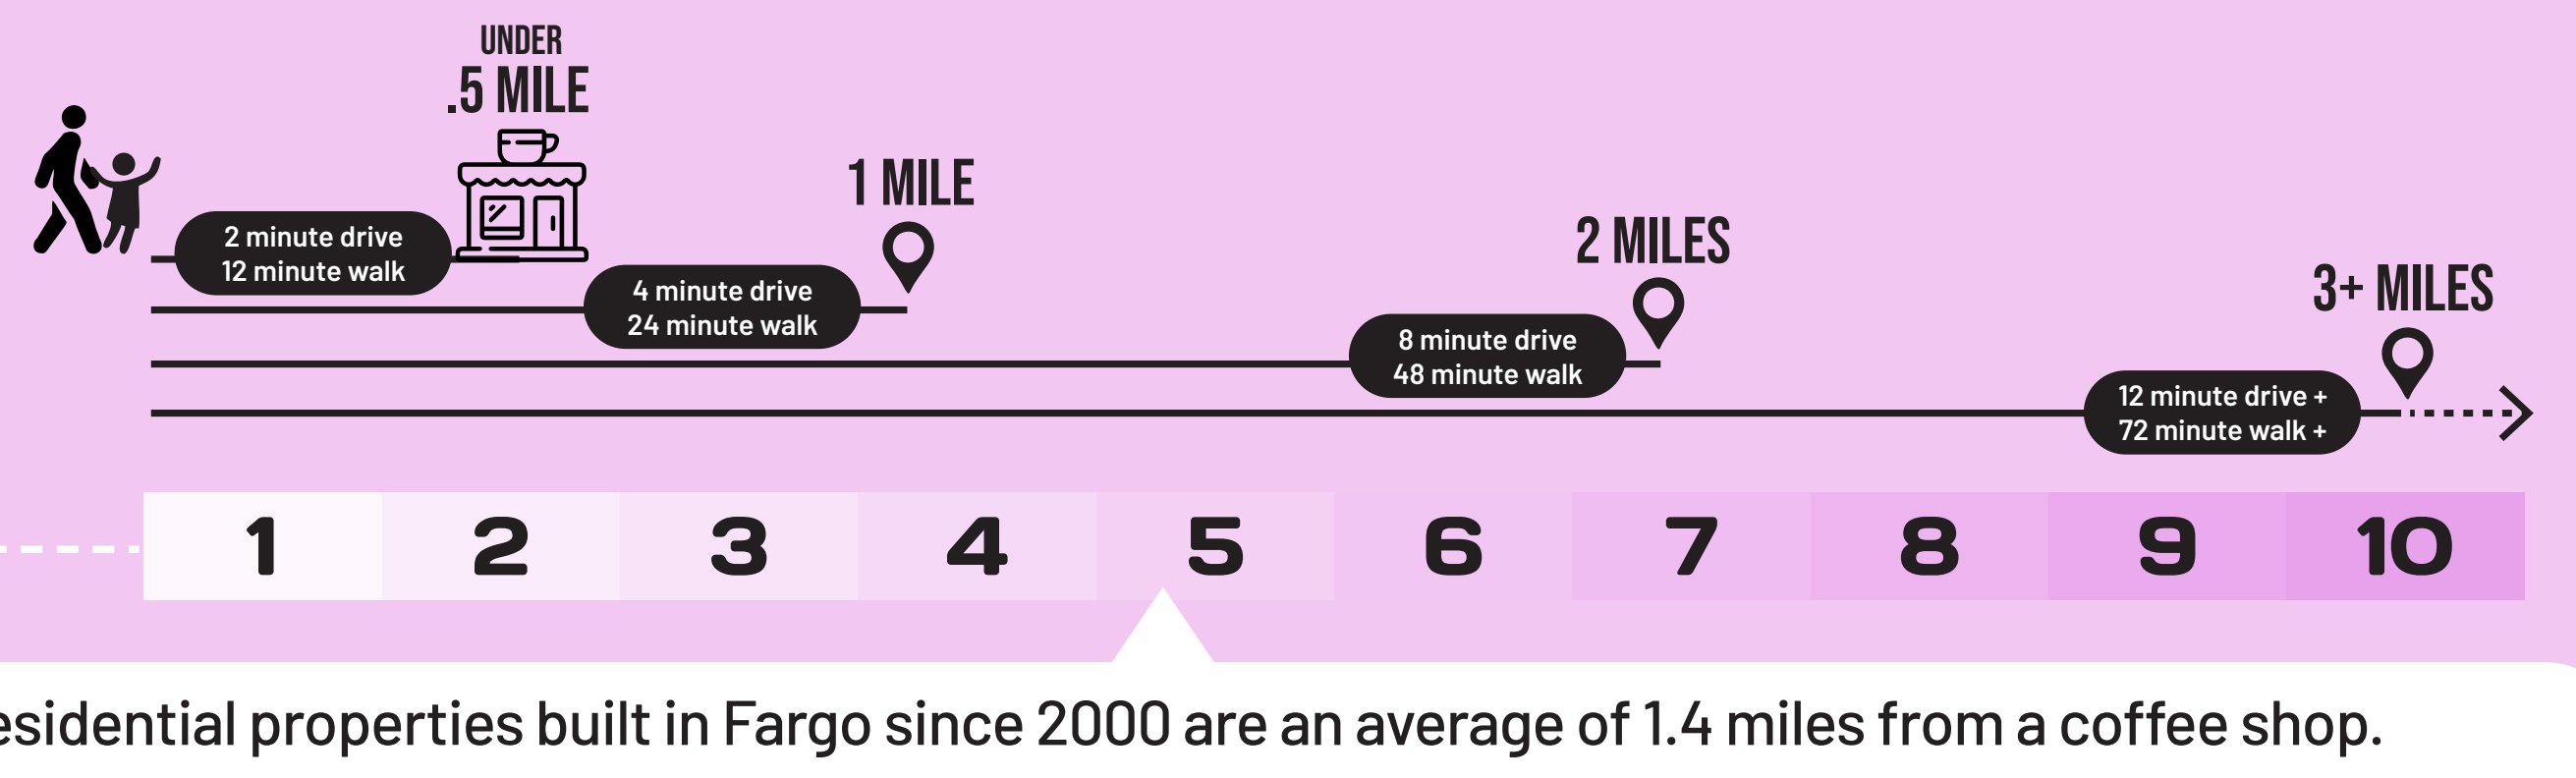 UNDER
.5 MILE
1 MILE
2 minute drive
12 minute walk
2 MILES
4 minute drive
24 minute walk
3+ MILES
8 minute drive
48 minute walk
12 minute drive +
72 minute walk +
1 2 3 4 5 6 7 8 9 10
esidential properties built in Fargo since 2000 are an average of 1.4 miles from a coffee shop.